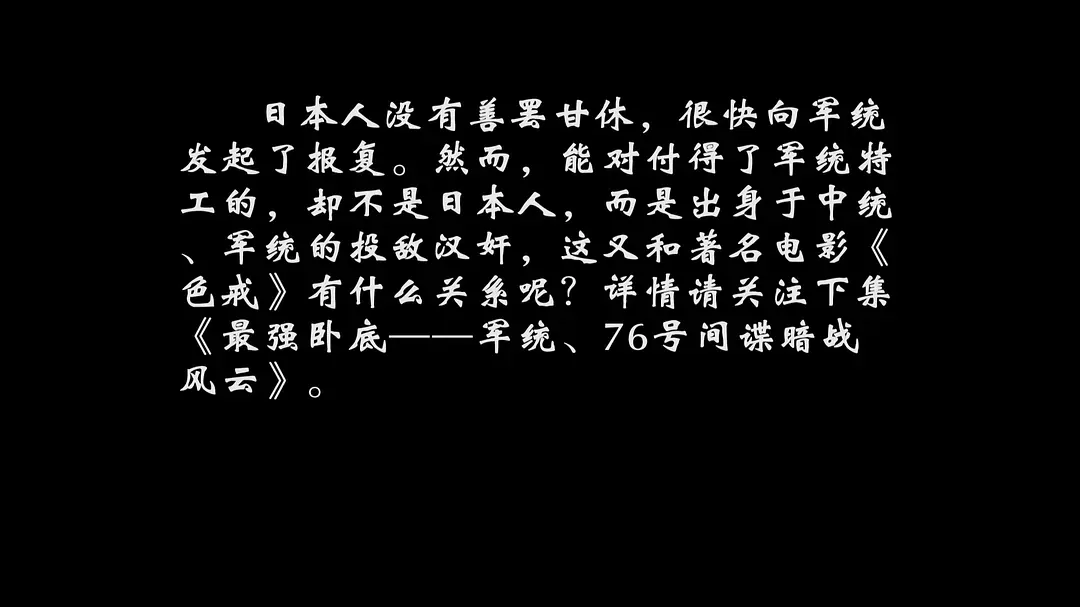 日本人没有善罢甘休，很快向军统
发起了报复。然而，能对付得了军统特
工的，却不是日本人，而是出身于中统
、军统的投敌汉奸，这又和著名电影《
色戒》有什么关系呢？详情请关注下集
《最强卧底——军统、76号间谍暗战
风云》。